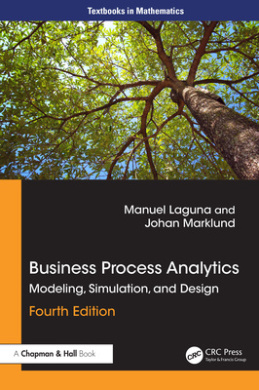 Textbooks in Mathematics
Manuel Laguna and
Johan Marklund
Business Process Analytics
Modeling, Simulation, and Design
Fourth Edition
A Chapman & Hall Book
CRC
CRC Press
Taylor & Francis Group